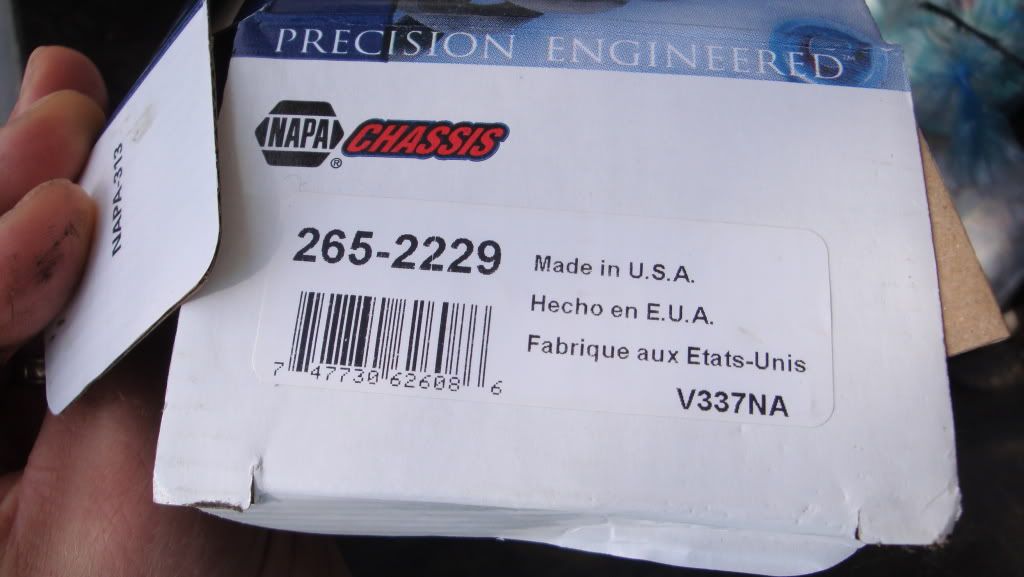 PRECISION ENGINEERED™
NAPA® CHASSIS
NAPA-313
265-2229
Made in U.S.A.
Hecho en E.U.A.
Fabrique aux Etats-Unis
V337NA
7 47730 62608 6